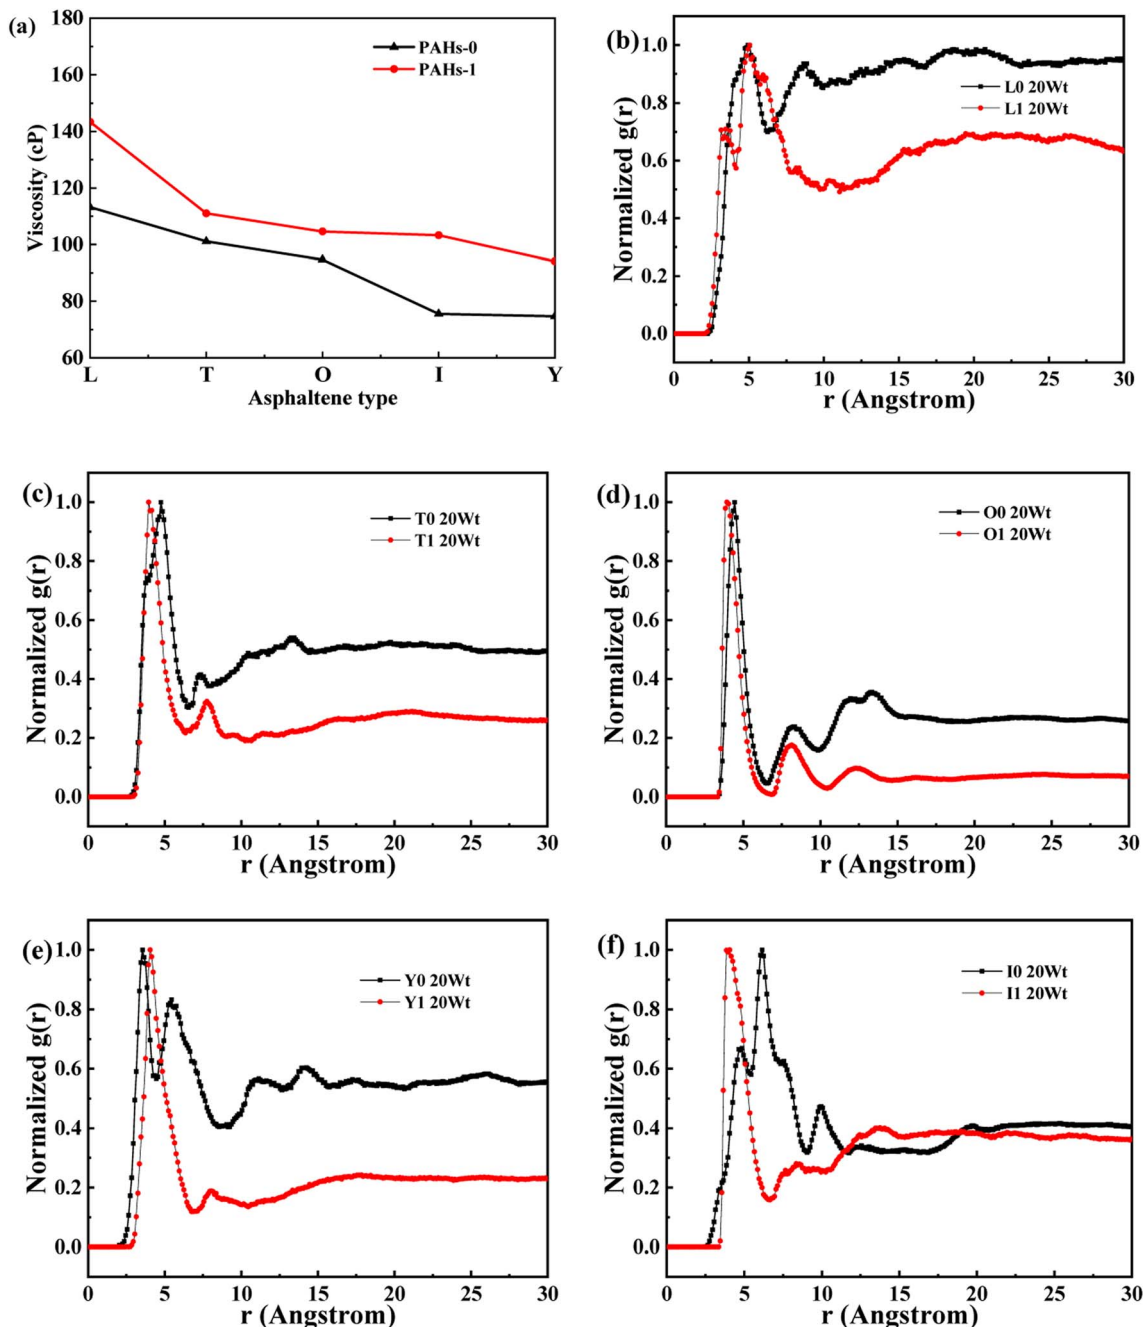 (a)
180
160
140
120
100
80
60
Viscosity (cP)
PAHs-0
PAHs-1
L T O I Y
Asphaltene type
(b)
1.0
0.8
0.6
0.4
0.2
0.0
Normalized g(r)
L0 20Wt
L1 20Wt
0 5 10 15 20 25 30
r (Angstrom)
(c)
1.0
0.8
0.6
0.4
0.2
0.0
Normalized g(r)
T0 20Wt
T1 20Wt
0 5 10 15 20 25 30
r (Angstrom)
(d)
1.0
0.8
0.6
0.4
0.2
0.0
Normalized g(r)
O0 20Wt
O1 20Wt
0 5 10 15 20 25 30
r (Angstrom)
(e)
1.0
0.8
0.6
0.4
0.2
0.0
Normalized g(r)
Y0 20Wt
Y1 20Wt
0 5 10 15 20 25 30
r (Angstrom)
(f)
1.0
0.8
0.6
0.4
0.2
0.0
Normalized g(r)
I0 20Wt
I1 20Wt
0 5 10 15 20 25 30
r (Angstrom)